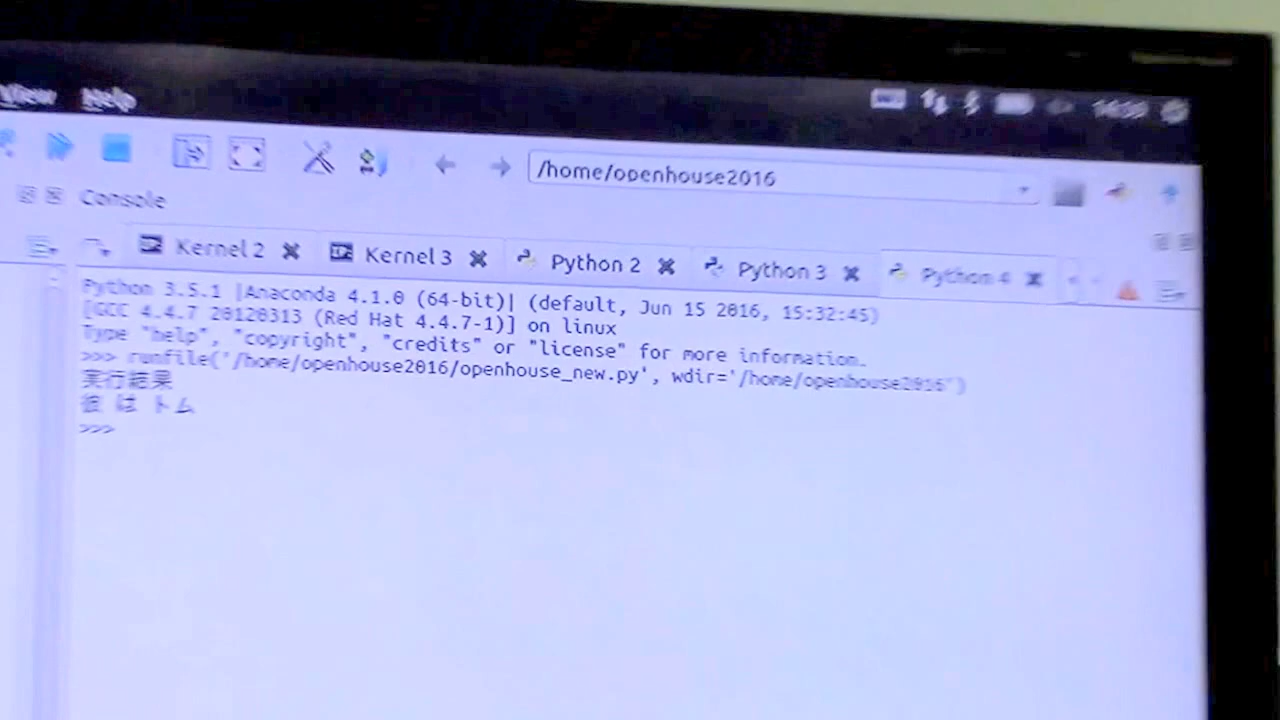 View Help
/home/openhouse2016
Console
Kernel 2 Kernel 3 Python 2 Python 3 Python 4
Python 3.5.1 |Anaconda 4.1.0 (64-bit)| (default, Jun 15 2016, 15:32:45)
[GCC 4.4.7 20120313 (Red Hat 4.4.7-1)] on linux
Type "help", "copyright", "credits" or "license" for more information.
>>> runfile('/home/openhouse2016/openhouse_new.py', wdir='/home/openhouse2016')
実行結果
彼 は トム
>>>